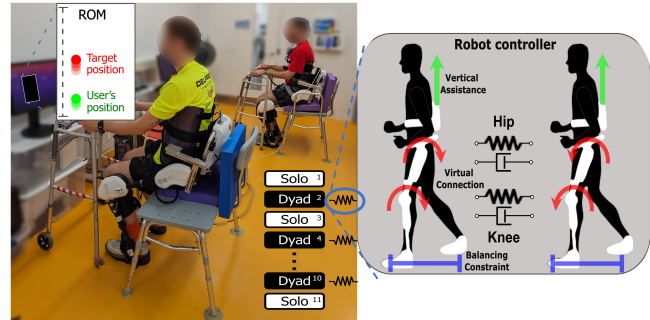 ROM
Target
position
User's
position
Solo 1
Dyad 2
Solo 3
Dyad 4
Dyad 10
Solo 11
Robot controller
Vertical
Assistance
Hip
Virtual
Connection
Knee
Balancing
Constraint